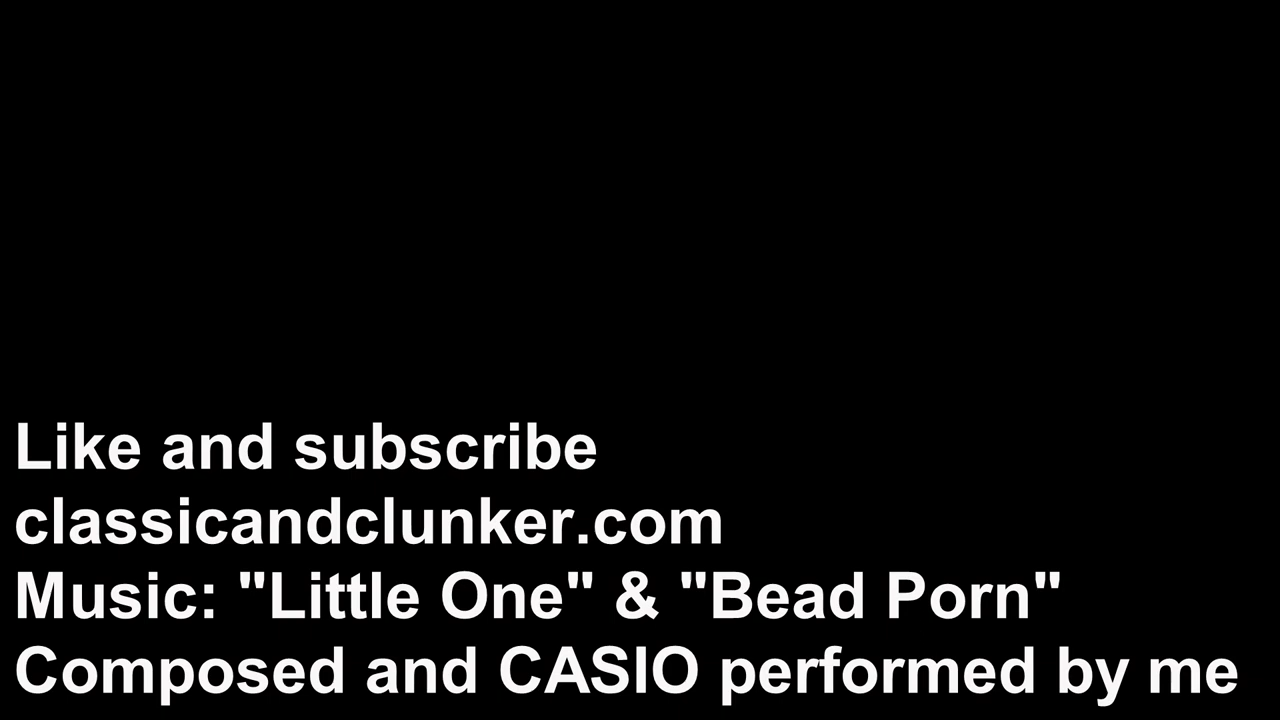 Like and subscribe
classicandclunker.com
Music: "Little One" & "Bead Porn"
Composed and CASIO performed by me